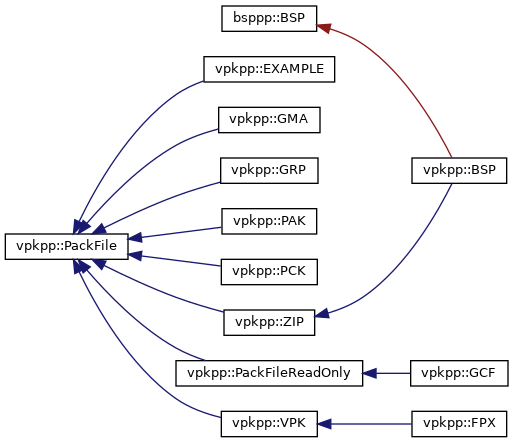 bsppp::BSP
vpkpp::EXAMPLE
vpkpp::GMA
vpkpp::GRP
vpkpp::BSP
vpkpp::PAK
vpkpp::PackFile
vpkpp::PCK
vpkpp::ZIP
vpkpp::PackFileReadOnly
vpkpp::GCF
vpkpp::VPK
vpkpp::FPX